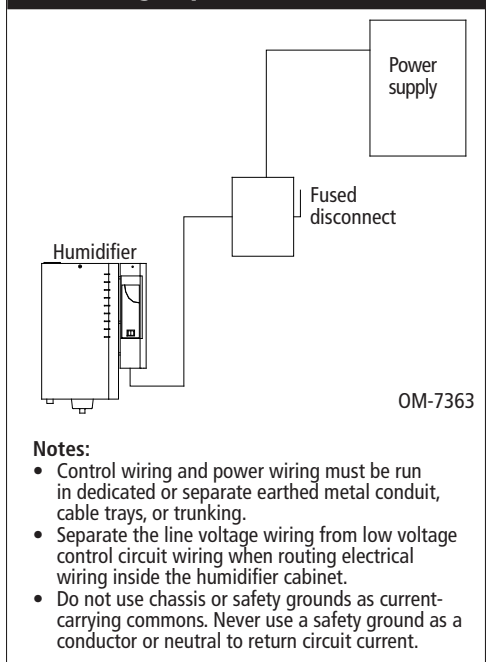 Power
supply
Fused
disconnect
Humidifier
OM-7363
Notes:
• Control wiring and power wiring must be run
in dedicated or separate earthed metal conduit,
cable trays, or trunking.
• Separate the line voltage wiring from low voltage
control circuit wiring when routing electrical
wiring inside the humidifier cabinet.
• Do not use chassis or safety grounds as current-
carrying commons. Never use a safety ground as a
conductor or neutral to return circuit current.